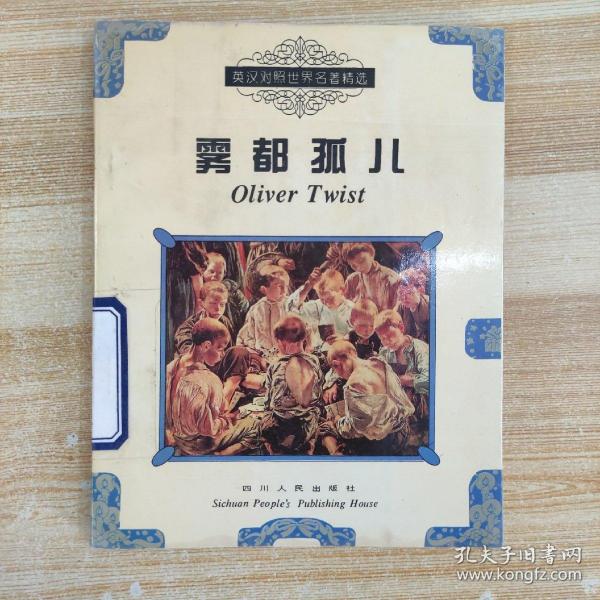 英汉对照世界名著精选
雾都孤儿
Oliver Twist
四川人民出版社
Sichuan People's Publishing House
孔夫子旧书网
www.kongfz.com